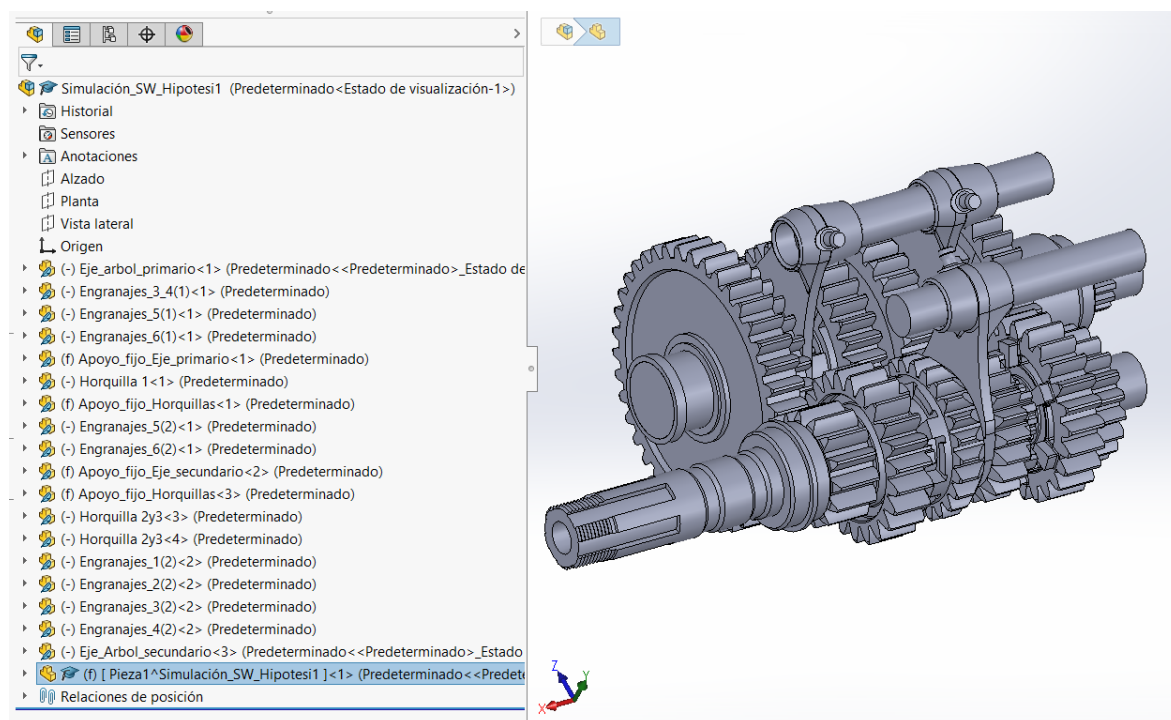 Simulación_SW_Hipotesi1 (Predeterminado<Estado de visualización-1>)
Historial
Sensores
Anotaciones
Alzado
Planta
Vista lateral
Origen
(-) Eje_arbol_primario<1> (Predeterminado<<Predeterminado>_Estado de
(-) Engranajes_3_4(1)<1> (Predeterminado)
(-) Engranajes_5(1)<1> (Predeterminado)
(-) Engranajes_6(1)<1> (Predeterminado)
(f) Apoyo_fijo_Eje_primario<1> (Predeterminado)
(-) Horquilla 1<1> (Predeterminado)
(f) Apoyo_fijo_Horquillas<1> (Predeterminado)
(-) Engranajes_5(2)<1> (Predeterminado)
(-) Engranajes_6(2)<1> (Predeterminado)
(f) Apoyo_fijo_Eje_secundario<2> (Predeterminado)
(f) Apoyo_fijo_Horquillas<3> (Predeterminado)
(-) Horquilla 2y3<3> (Predeterminado)
(-) Horquilla 2y3<4> (Predeterminado)
(-) Engranajes_1(2)<2> (Predeterminado)
(-) Engranajes_2(2)<2> (Predeterminado)
(-) Engranajes_3(2)<2> (Predeterminado)
(-) Engranajes_4(2)<2> (Predeterminado)
(-) Eje_Arbol_secundario<3> (Predeterminado<<Predeterminado>_Estado
(f) [ Pieza1^Simulación_SW_Hipotesi1 ]<1> (Predeterminado<<Predete
Relaciones de posición
Z
Y
X